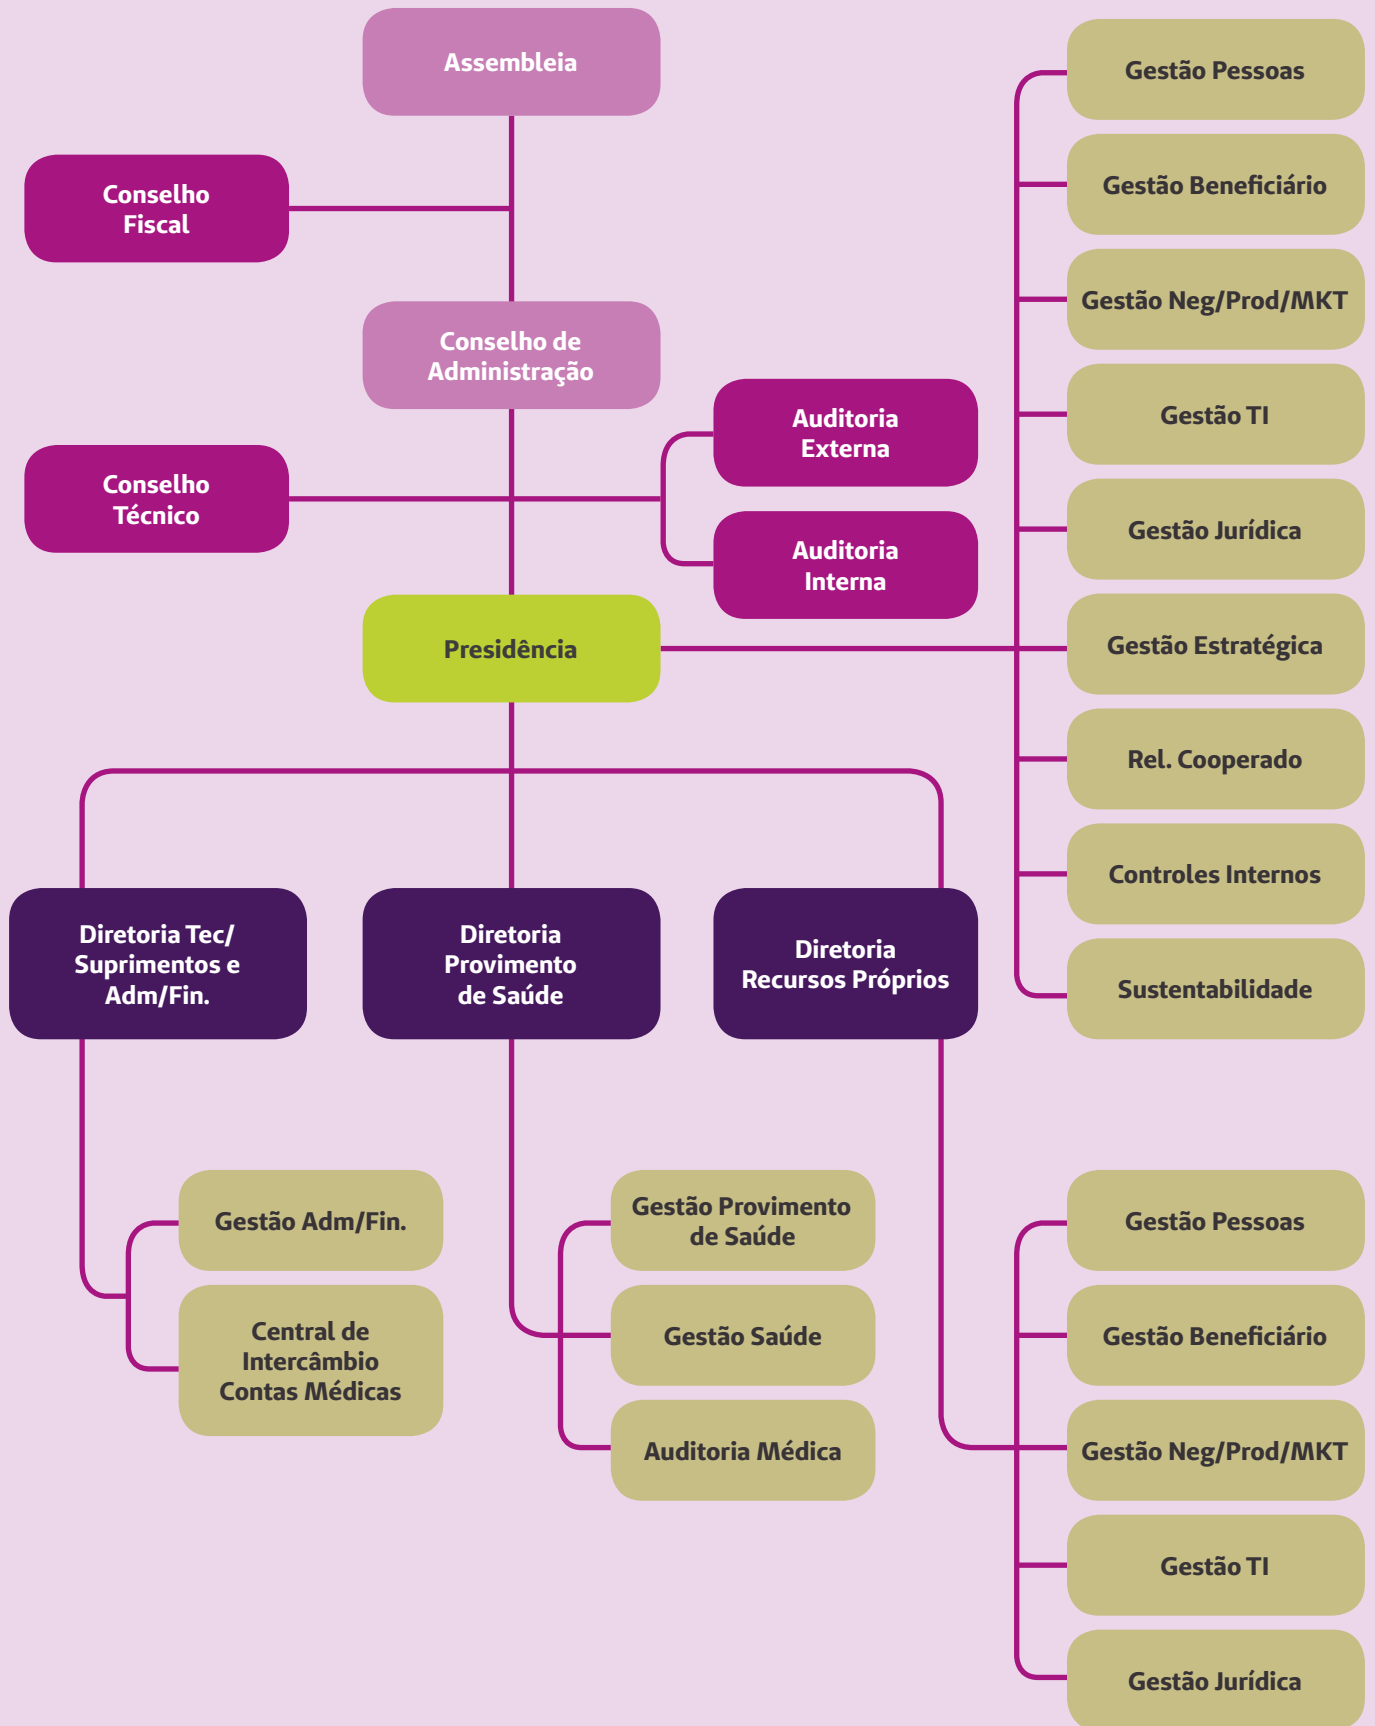 Assembleia
Conselho
Fiscal
Conselho de
Administração
Conselho
Técnico
Auditoria
Externa
Auditoria
Interna
Presidência
Gestão Pessoas
Gestão Beneficiário
Gestão Neg/Prod/MKT
Gestão TI
Gestão Jurídica
Gestão Estratégica
Rel. Cooperado
Controles Internos
Sustentabilidade
Diretoria Tec/
Suprimentos e
Adm/Fin.
Diretoria
Provimento
de Saúde
Diretoria
Recursos Próprios
Gestão Adm/Fin.
Central de
Intercâmbio
Contas Médicas
Gestão Provimento
de Saúde
Gestão Saúde
Auditoria Médica
Gestão Pessoas
Gestão Beneficiário
Gestão Neg/Prod/MKT
Gestão TI
Gestão Jurídica